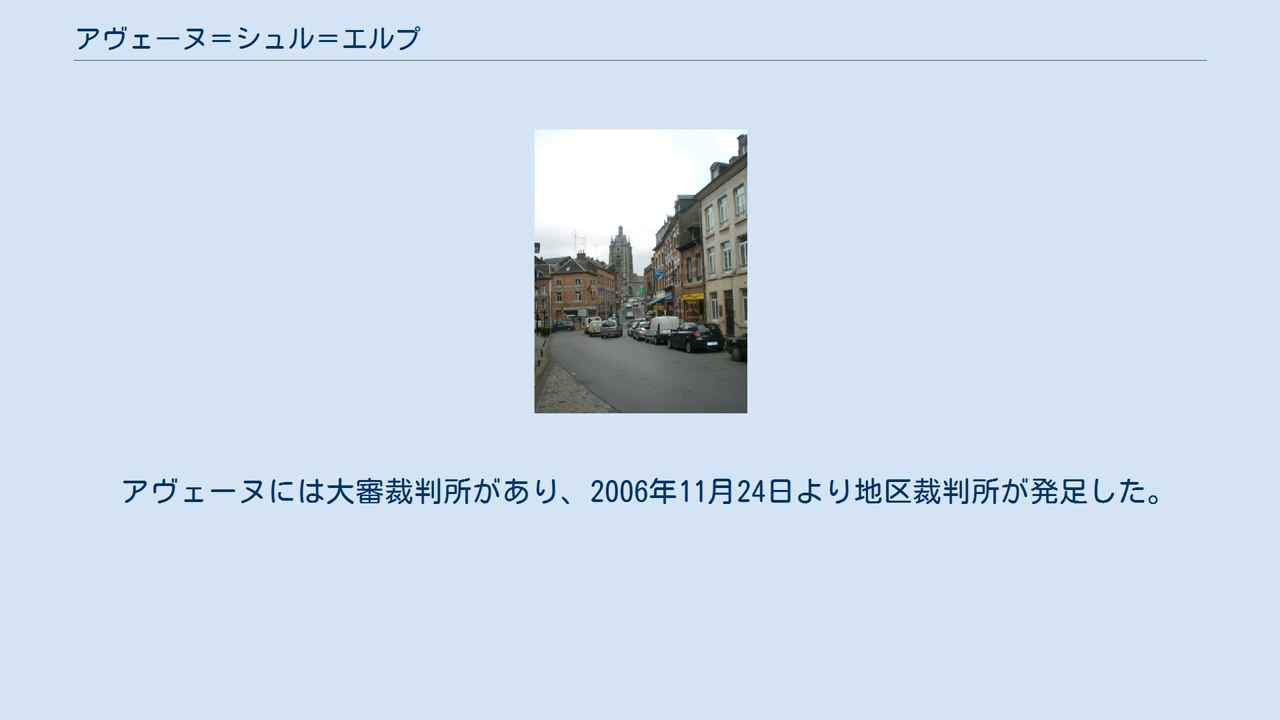 アヴェーヌ＝シュル＝エルプ
アヴェーヌには大審裁判所があり、2006年11月24日より地区裁判所が発足した。